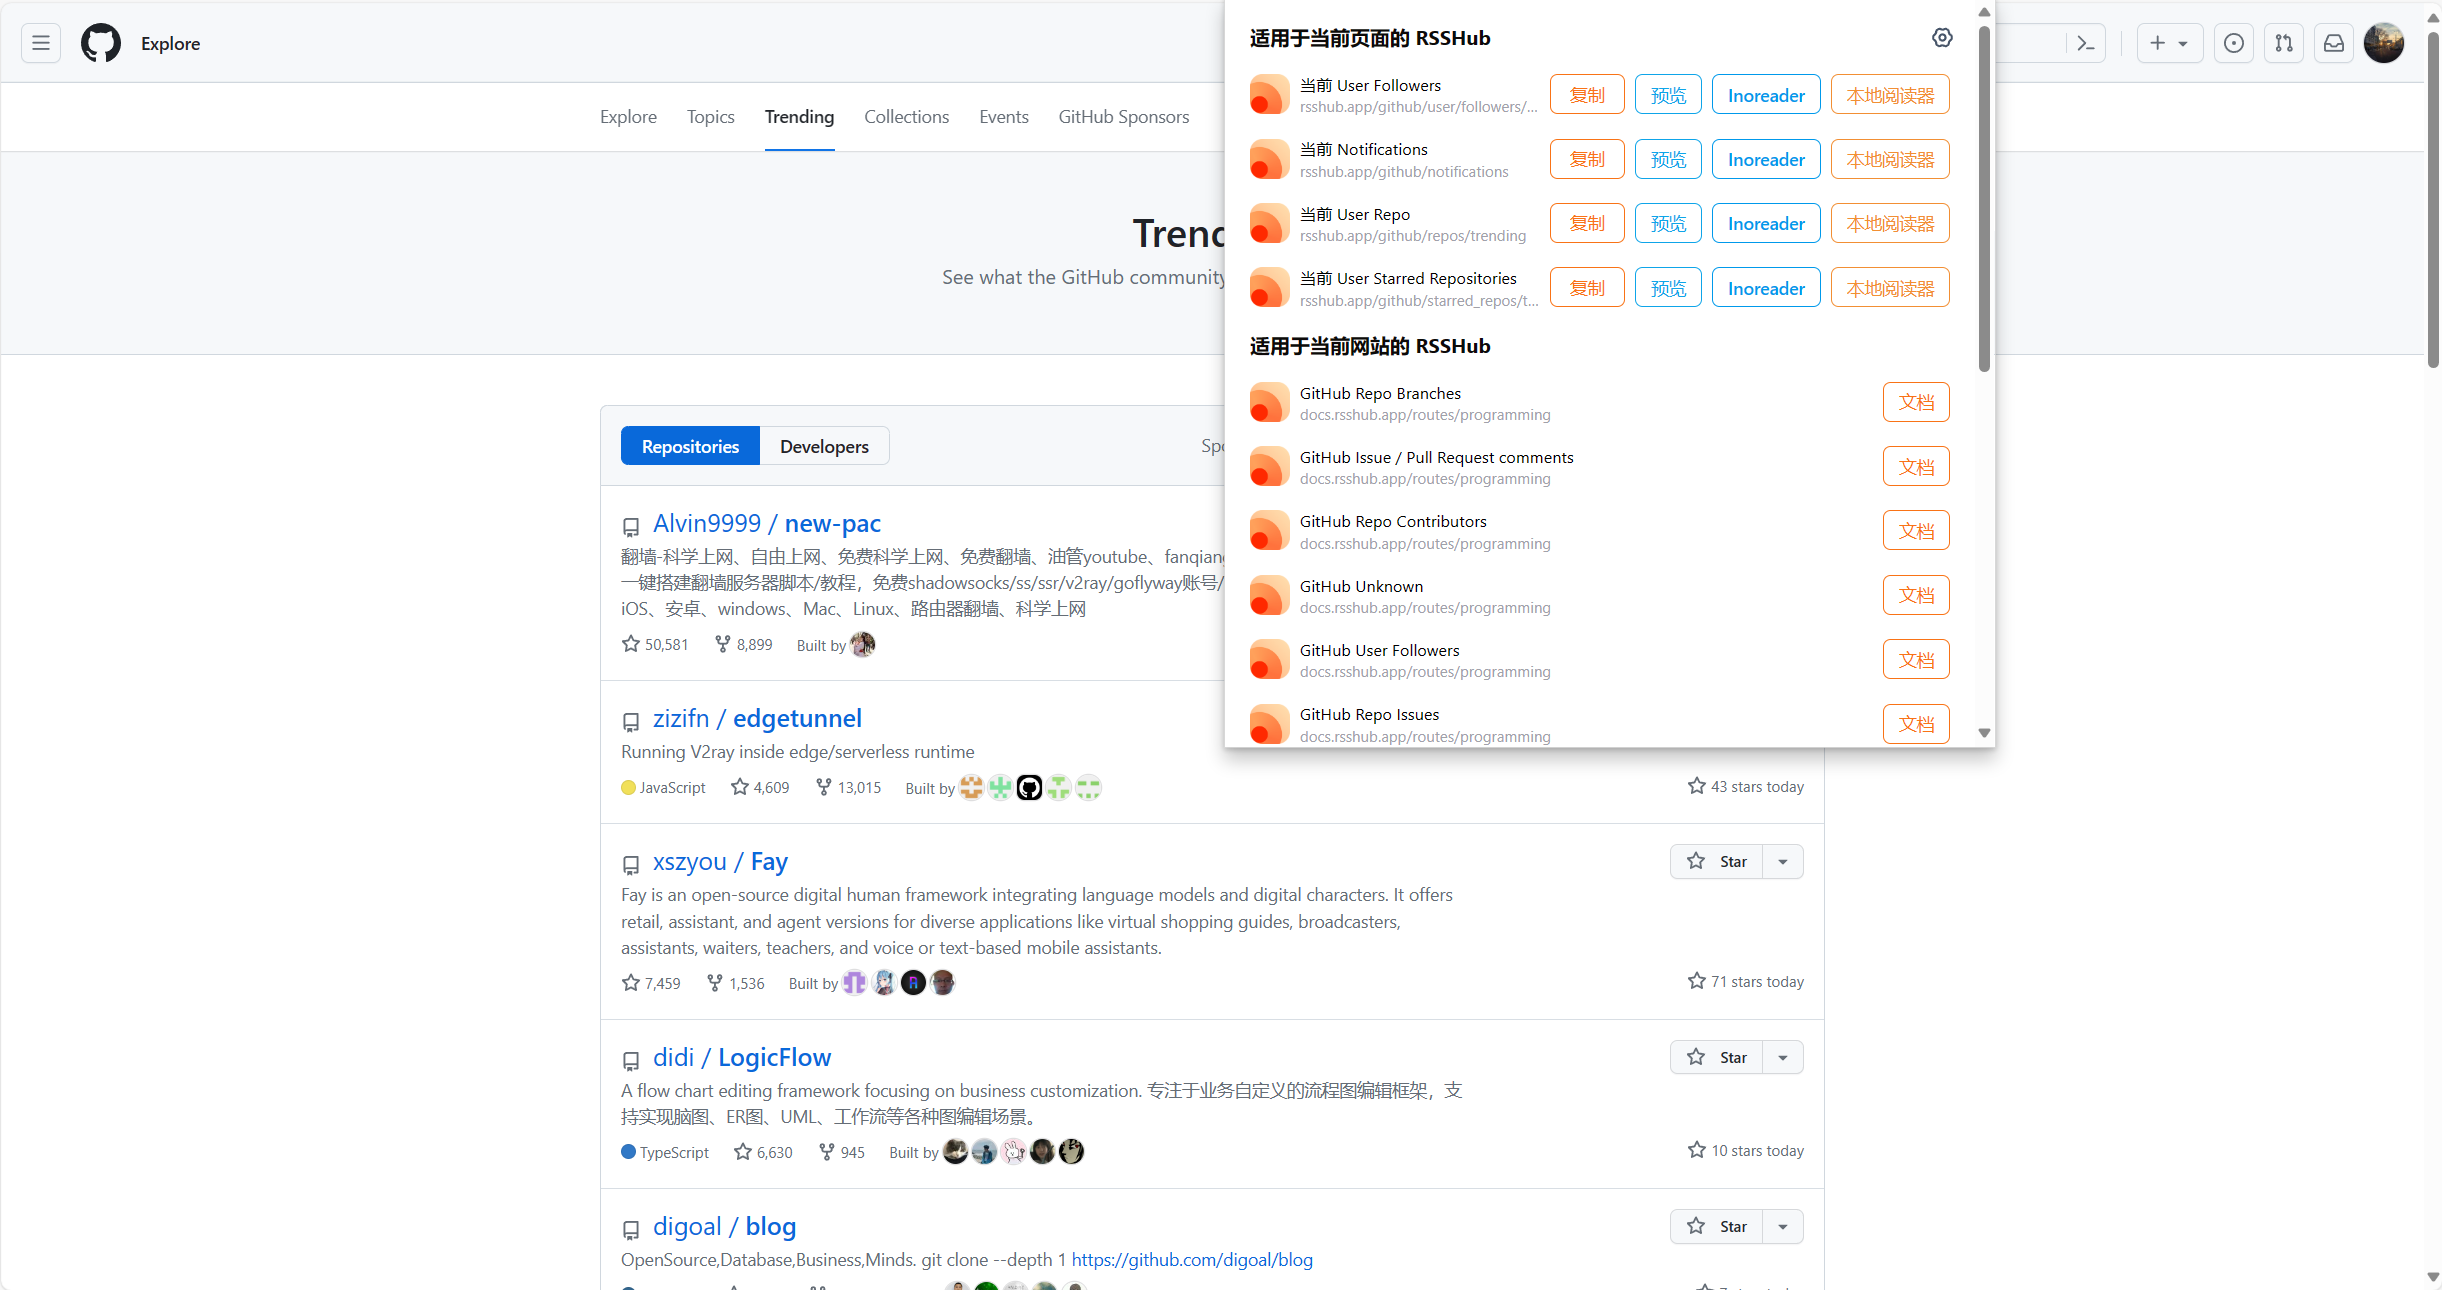 Explore
Explore Topics Trending Collections Events GitHub Sponsors
Trenc
See what the GitHub community
Repositories Developers
Alvin9999 / new-pac
翻墙-科学上网、自由上网、免费科学上网、免费翻墙、油管youtube、fanqiang
一键搭建翻墙服务器脚本/教程，免费shadowsocks/ss/ssr/v2ray/goflyway账号/
iOS、安卓、windows、Mac、Linux、路由器翻墙、科学上网
50,581 8,899 Built by
zizifn / edgetunnel
Running V2ray inside edge/serverless runtime
JavaScript 4,609 13,015 Built by
43 stars today
xszyou / Fay
Star
Fay is an open-source digital human framework integrating language models and digital characters. It offers
retail, assistant, and agent versions for diverse applications like virtual shopping guides, broadcasters,
assistants, waiters, teachers, and voice or text-based mobile assistants.
7,459 1,536 Built by
71 stars today
didi / LogicFlow
Star
A flow chart editing framework focusing on business customization. 专注于业务自定义的流程图编辑框架，支
持实现脑图、ER图、UML、工作流等各种图编辑场景。
TypeScript 6,630 945 Built by
10 stars today
digoal / blog
Star
OpenSource,Database,Business,Minds. git clone --depth 1 https://github.com/digoal/blog
适用于当前页面的 RSSHub
当前 User Followers
rsshub.app/github/user/followers/...
复制 预览 Inoreader 本地阅读器
当前 Notifications
rsshub.app/github/notifications
复制 预览 Inoreader 本地阅读器
当前 User Repo
rsshub.app/github/repos/trending
复制 预览 Inoreader 本地阅读器
当前 User Starred Repositories
rsshub.app/github/starred_repos/t...
复制 预览 Inoreader 本地阅读器
适用于当前网站的 RSSHub
GitHub Repo Branches
docs.rsshub.app/routes/programming
文档
GitHub Issue / Pull Request comments
docs.rsshub.app/routes/programming
文档
GitHub Repo Contributors
docs.rsshub.app/routes/programming
文档
GitHub Unknown
docs.rsshub.app/routes/programming
文档
GitHub User Followers
docs.rsshub.app/routes/programming
文档
GitHub Repo Issues
docs.rsshub.app/routes/programming
文档